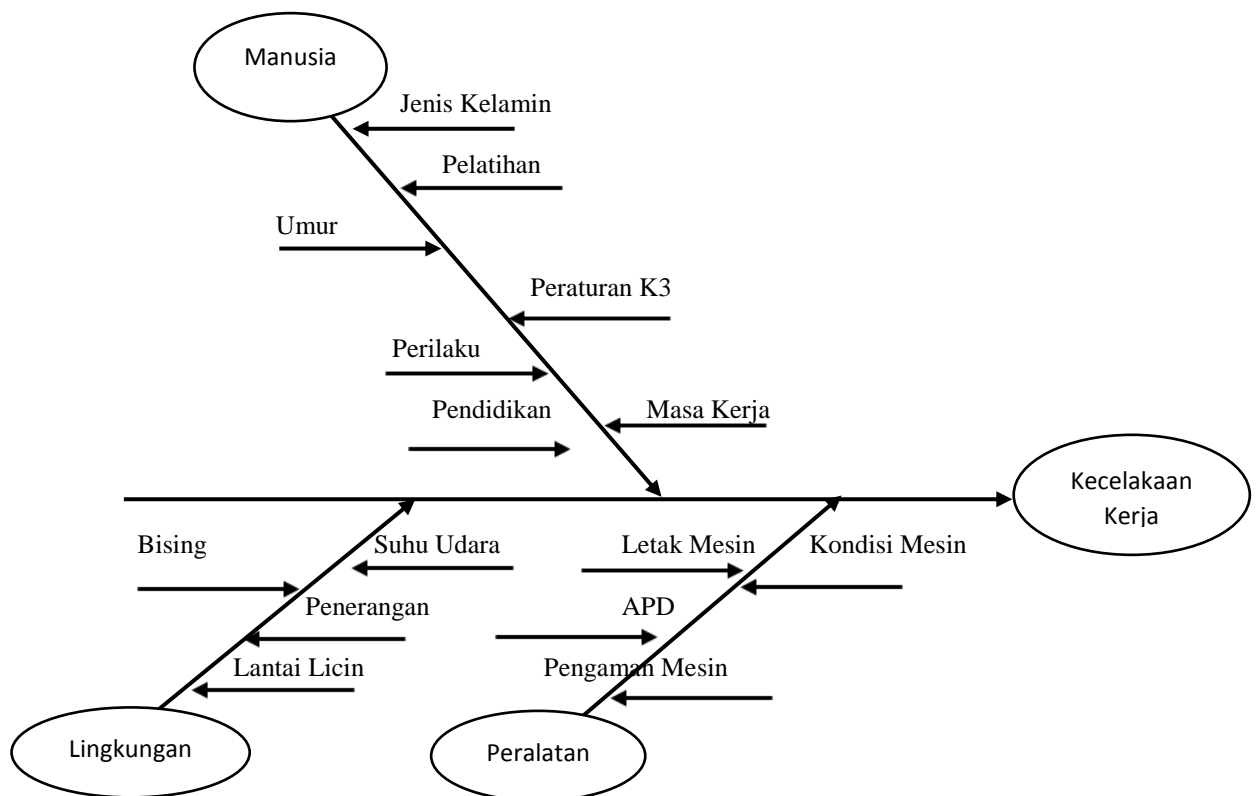 Manusia
Jenis Kelamin
Pelatihan
Umur
Peraturan K3
Perilaku
Pendidikan
Masa Kerja
Kecelakaan
Kerja
Bising
Suhu Udara
Letak Mesin
Kondisi Mesin
Penerangan
APD
Lantai Licin
Pengaman Mesin
Lingkungan
Peralatan